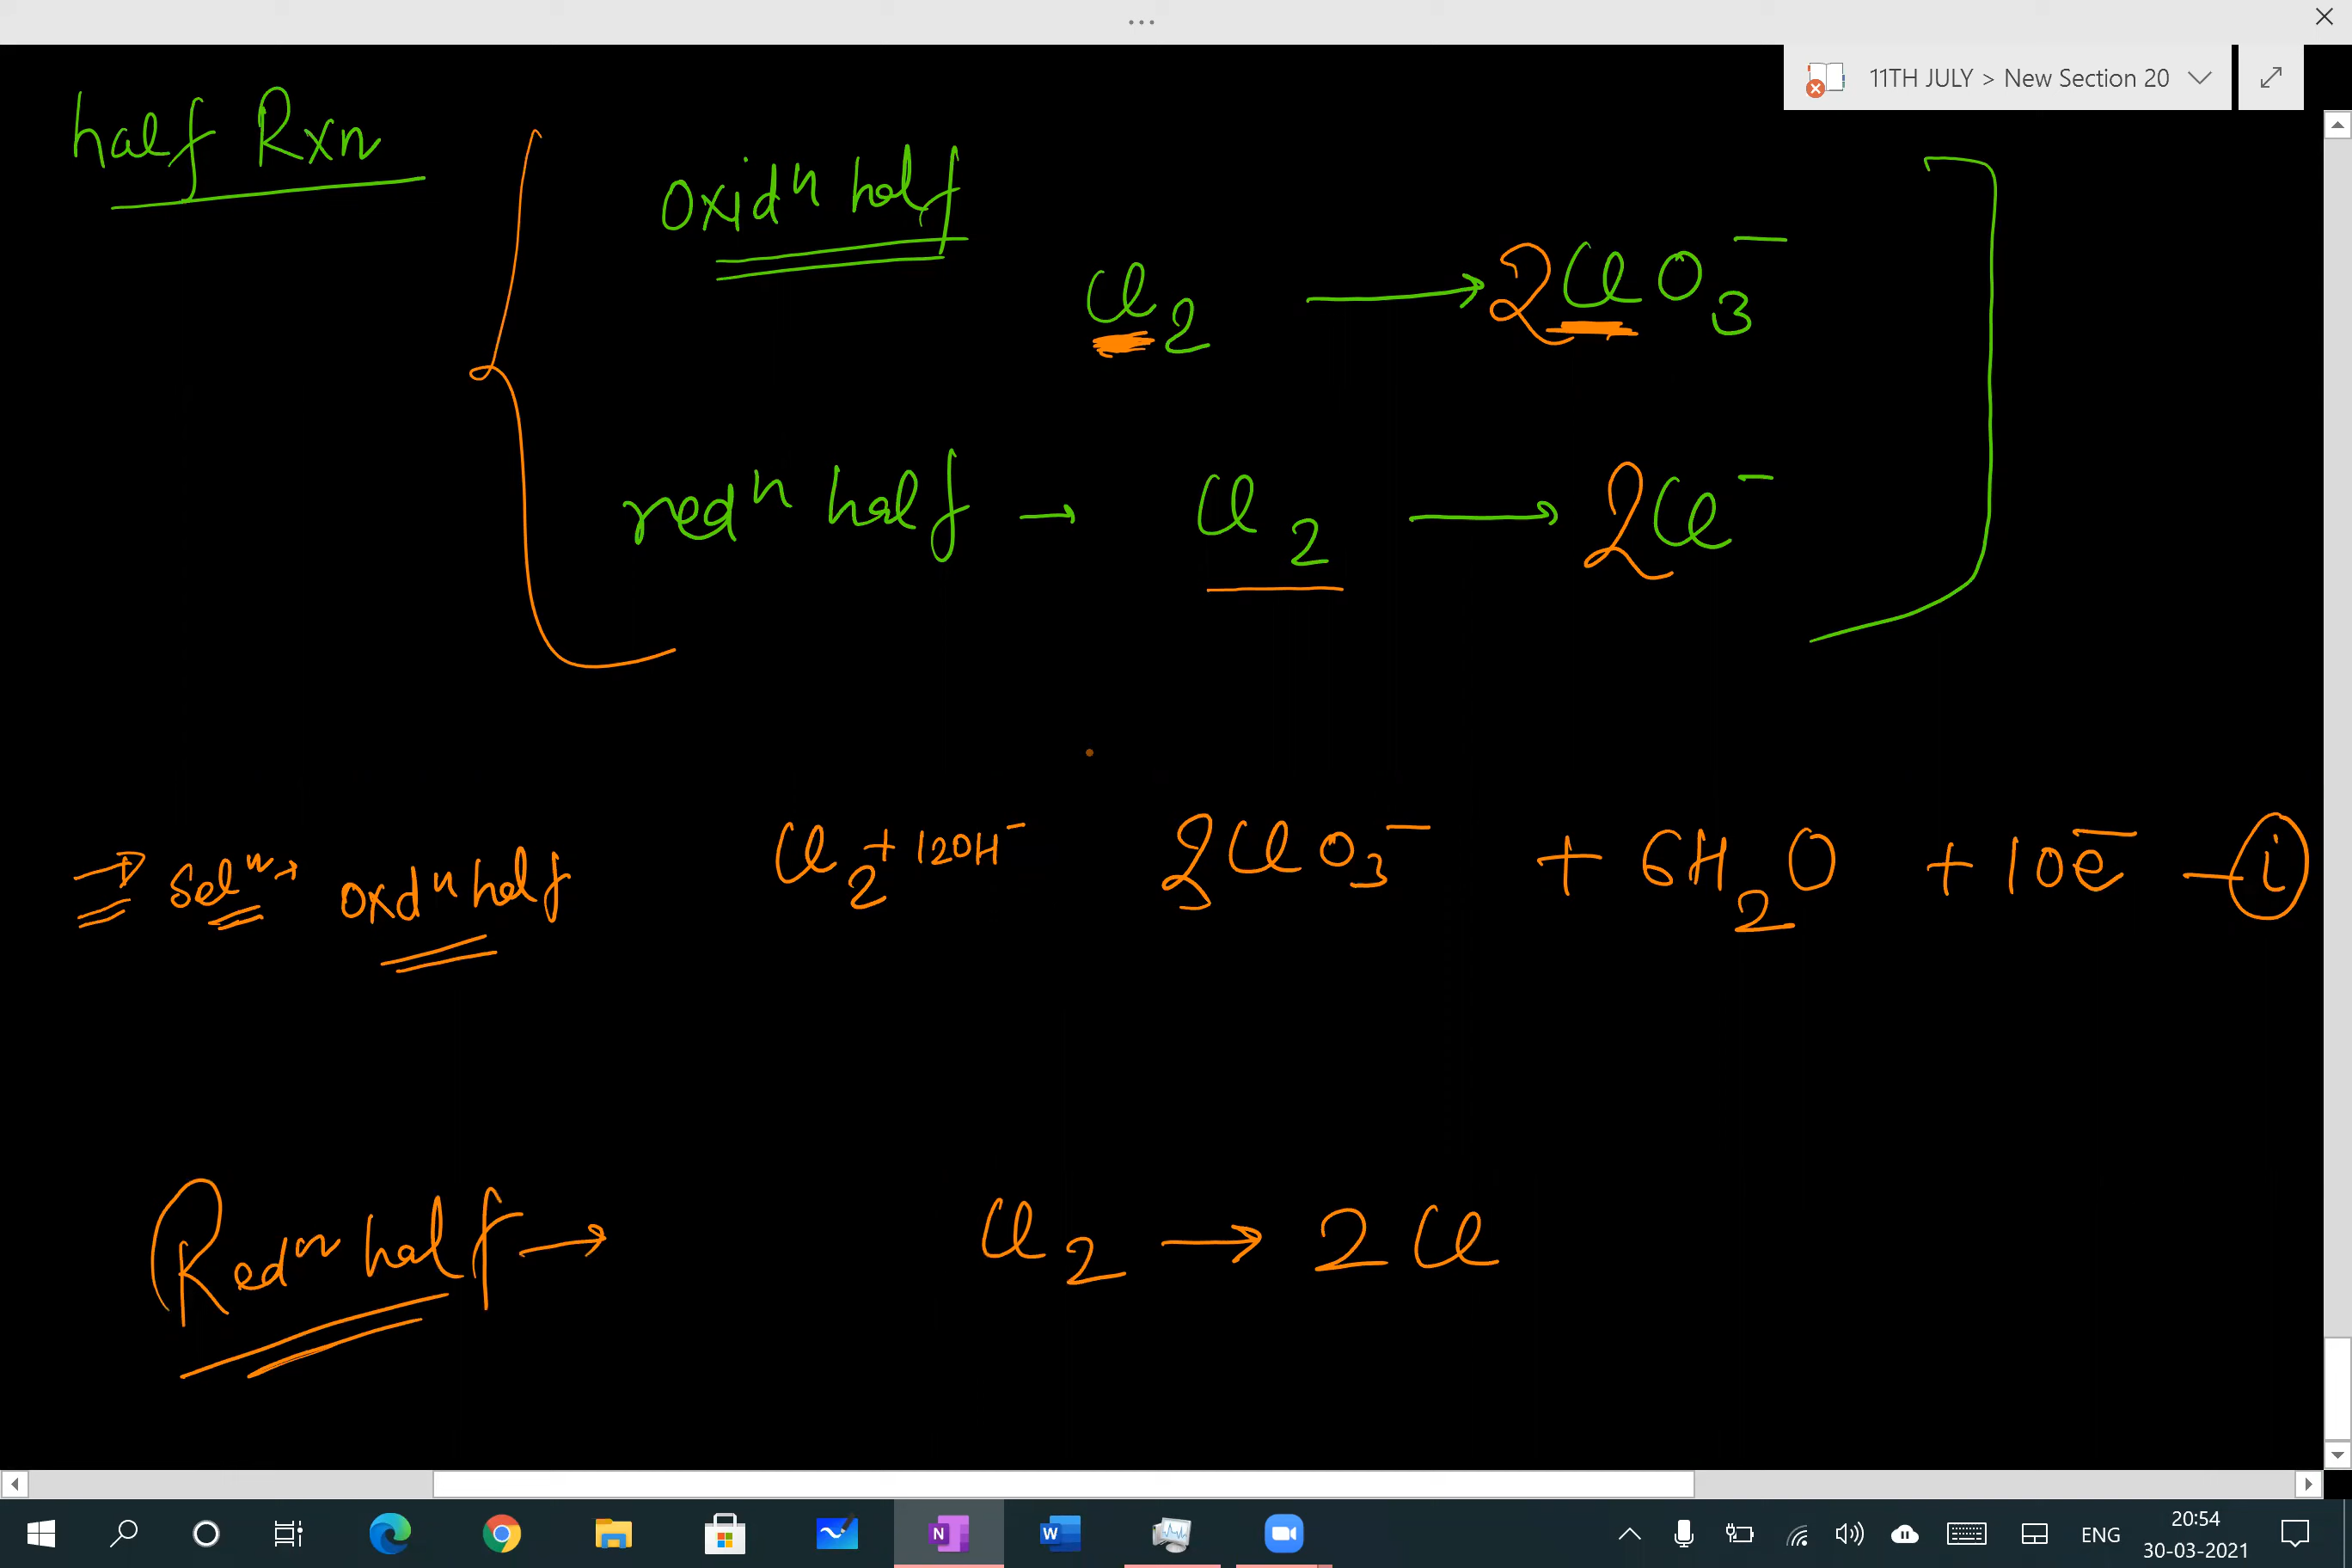 11TH JULY > New Section 20
half Rxn
oxidⁿ half
Cl₂ → 2ClO₃⁻
redⁿ half → Cl₂ → 2Cl⁻
⇒ Solⁿ → oxdⁿ half Cl₂ + 12OH⁻ 2ClO₃⁻ + 6H₂O + 10e⁻ — (i)
Redⁿ half → Cl₂ → 2Cl
ENG
20:54
30-03-2021